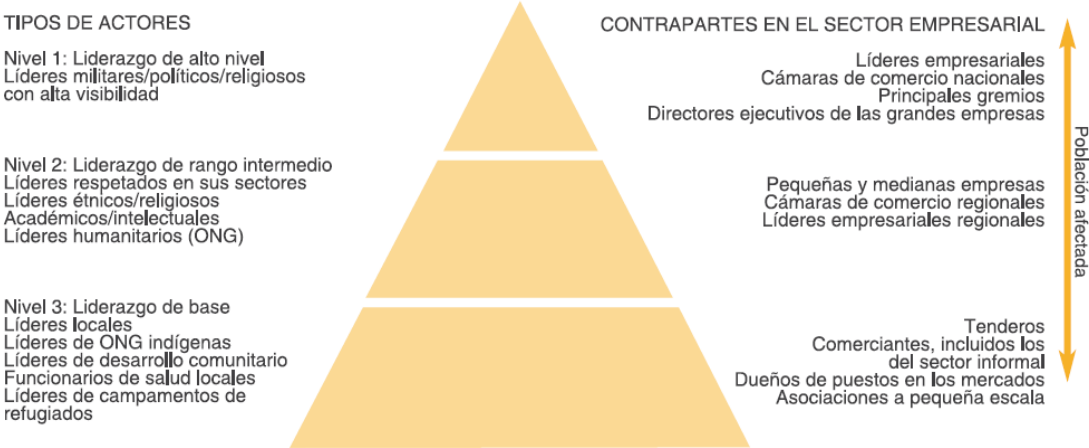 TIPOS DE ACTORES
Nivel 1: Liderazgo de alto nivel
Líderes militares/políticos/religiosos
con alta visibilidad
Nivel 2: Liderazgo de rango intermedio
Líderes respetados en sus sectores
Líderes étnicos/religiosos
Académicos/intelectuales
Líderes humanitarios (ONG)
Nivel 3: Liderazgo de base
Líderes locales
Líderes de ONG indígenas
Líderes de desarrollo comunitario
Funcionarios de salud locales
Líderes de campamentos de
refugiados
CONTRAPARTES EN EL SECTOR EMPRESARIAL
Líderes empresariales
Cámaras de comercio nacionales
Principales gremios
Directores ejecutivos de las grandes empresas
Pequeñas y medianas empresas
Cámaras de comercio regionales
Líderes empresariales regionales
Tenderos
Comerciantes, incluidos los
del sector informal
Dueños de puestos en los mercados
Asociaciones a pequeña escala
Población afectada